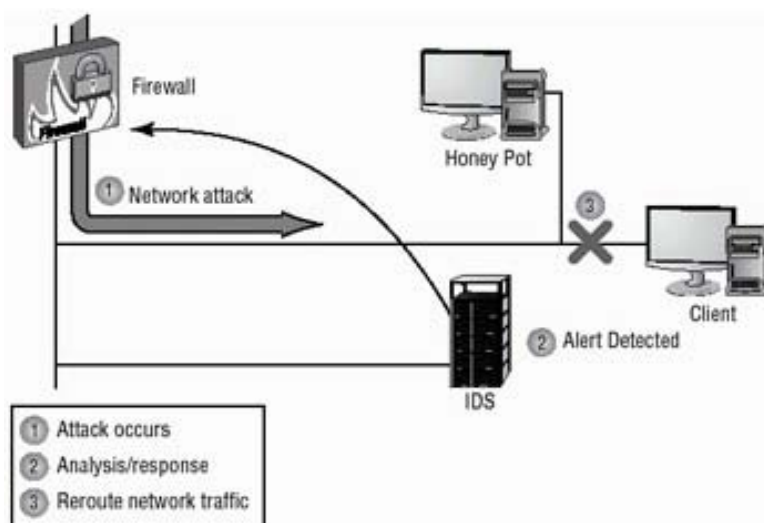 Firewall
Firewall
Honey Pot
1 Network attack
3
Client
2 Alert Detected
IDS
1 Attack occurs
2 Analysis/response
3 Reroute network traffic